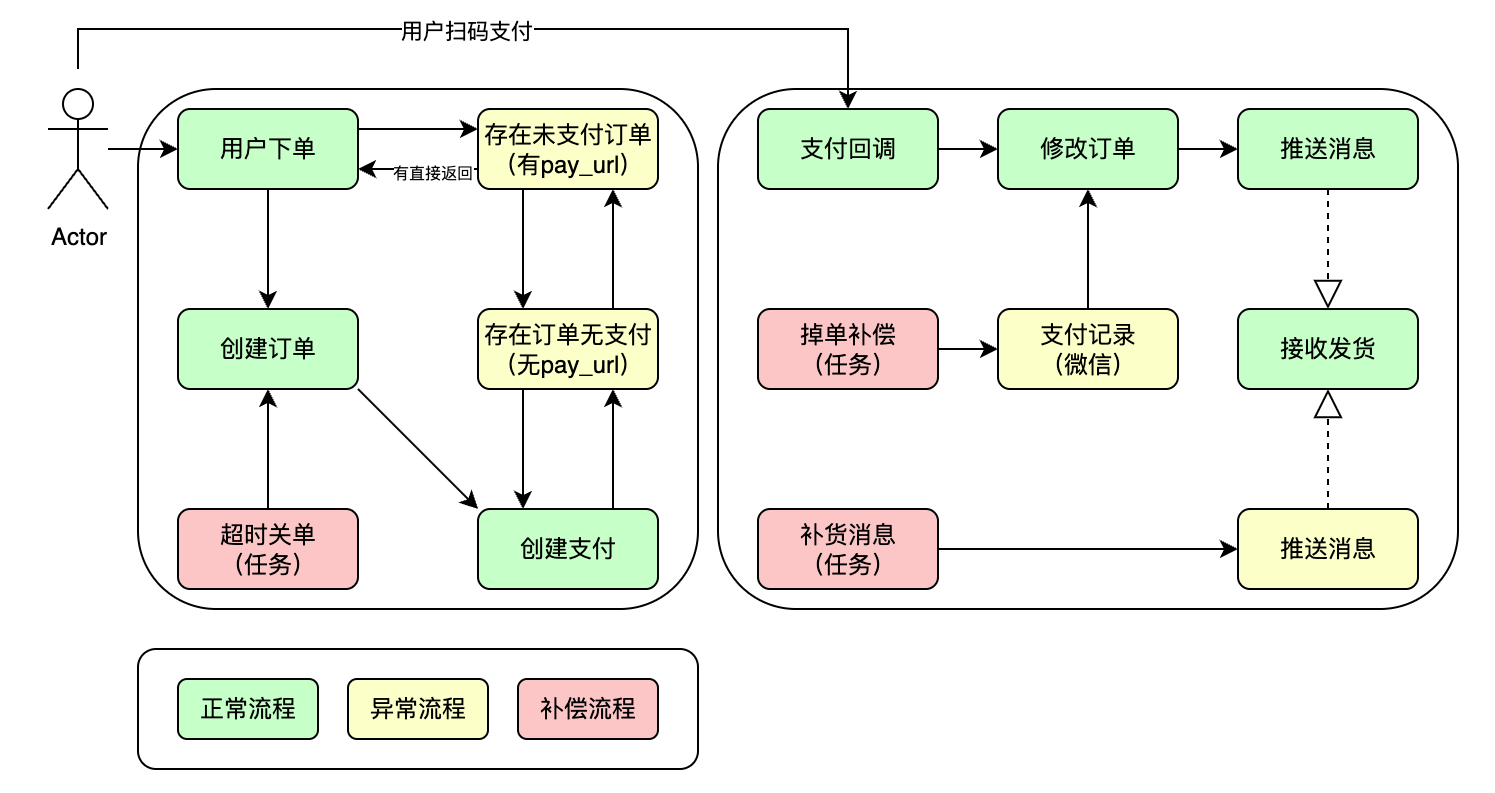 用户扫码支付
Actor
用户下单
存在未支付订单
（有pay_url）
有直接返回
创建订单
存在订单无支付
（无pay_url）
超时关单
（任务）
创建支付
支付回调
修改订单
推送消息
掉单补偿
（任务）
支付记录
（微信）
接收发货
补货消息
（任务）
推送消息
正常流程
异常流程
补偿流程